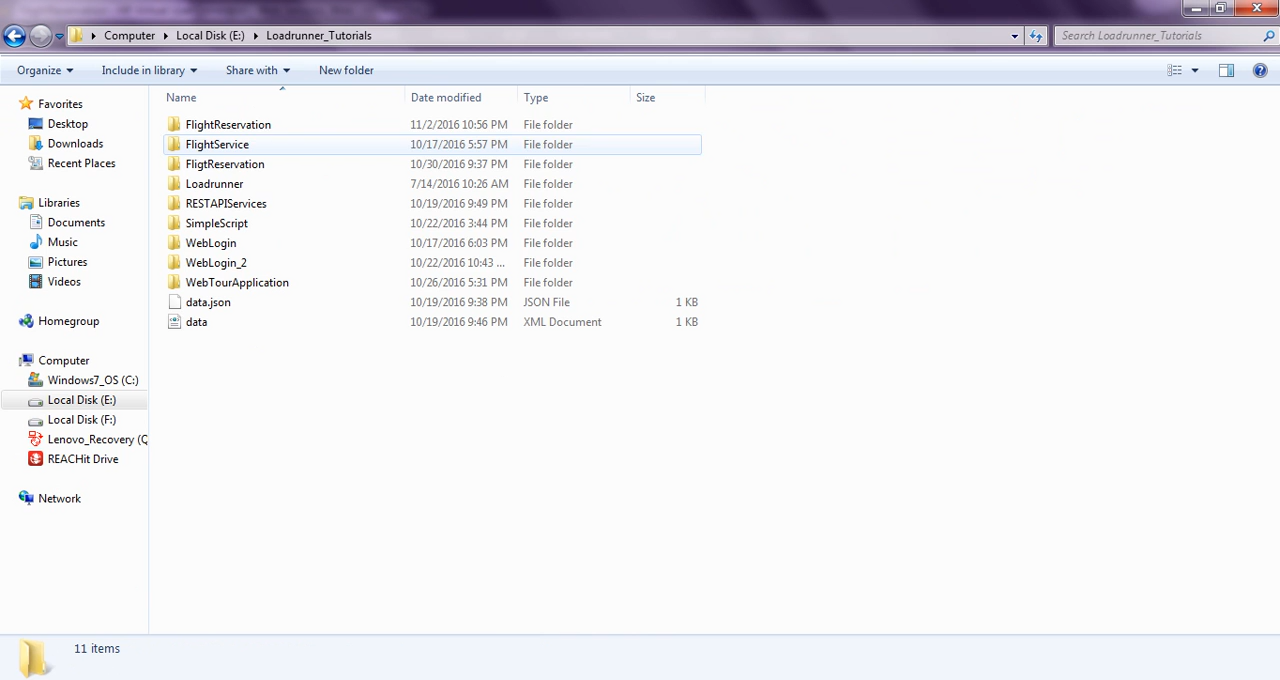 Computer Local Disk (E:) Loadrunner_Tutorials Search Loadrunner_Tutorials
Organize Include in library Share with New folder
Favorites
Desktop
Downloads
Recent Places
Libraries
Documents
Music
Pictures
Videos
Homegroup
Computer
Windows7_OS (C:)
Local Disk (E:)
Local Disk (F:)
Lenovo_Recovery (Q
REACHit Drive
Network
Name Date modified Type Size
FlightReservation 11/2/2016 10:56 PM File folder
FlightService 10/17/2016 5:57 PM File folder
FligtReservation 10/30/2016 9:37 PM File folder
Loadrunner 7/14/2016 10:26 AM File folder
RESTAPIServices 10/19/2016 9:49 PM File folder
SimpleScript 10/22/2016 3:44 PM File folder
WebLogin 10/17/2016 6:03 PM File folder
WebLogin_2 10/22/2016 10:43 ... File folder
WebTourApplication 10/26/2016 5:31 PM File folder
data.json 10/19/2016 9:38 PM JSON File 1 KB
data 10/19/2016 9:46 PM XML Document 1 KB
11 items